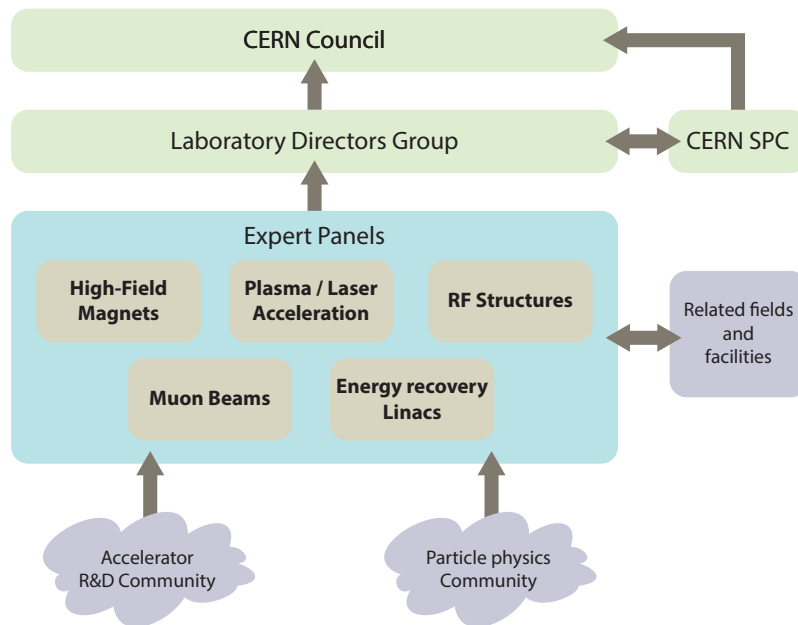 CERN Council
Laboratory Directors Group
CERN SPC
Expert Panels
High-Field
Magnets
Plasma / Laser
Acceleration
RF Structures
Muon Beams
Energy recovery
Linacs
Related fields
and
facilities
Accelerator
R&D Community
Particle physics
Community